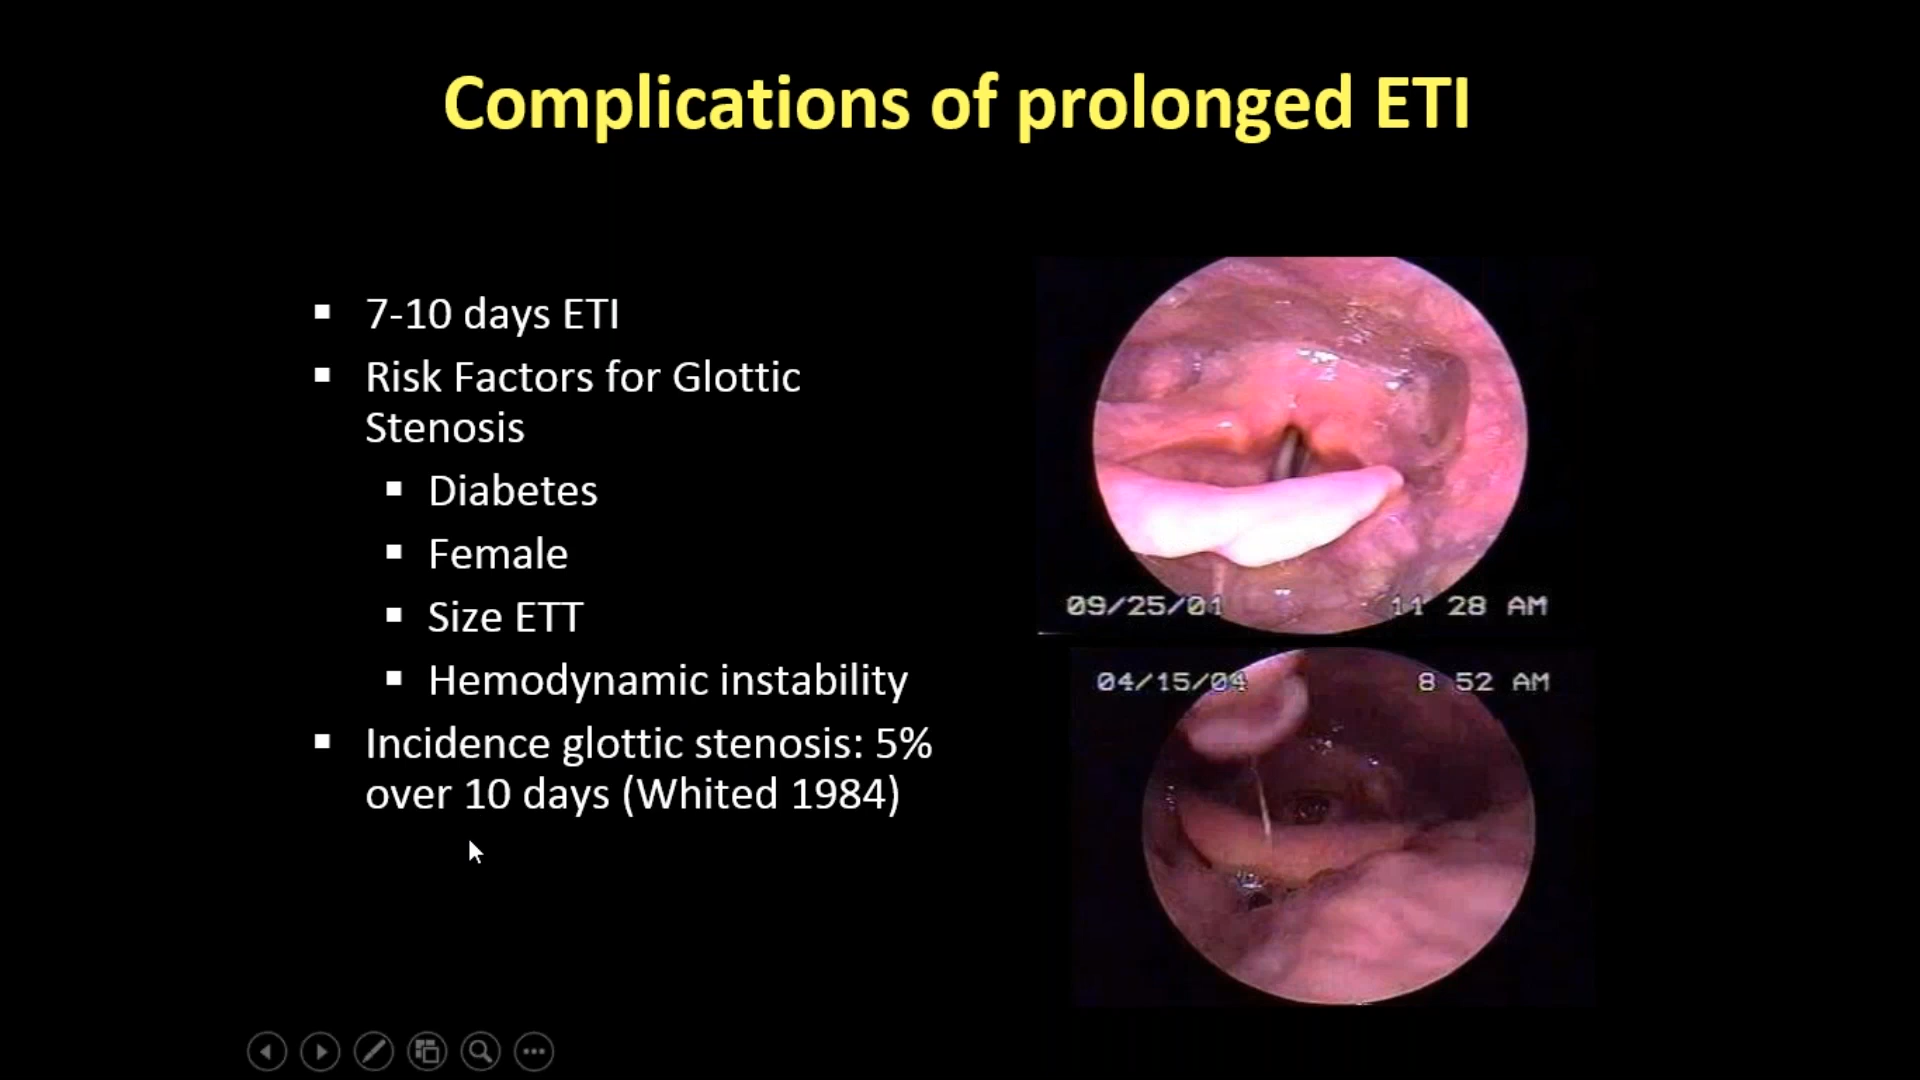 Complications of prolonged ETI
7-10 days ETI
Risk Factors for Glottic
Stenosis
Diabetes
Female
Size ETT
Hemodynamic instability
Incidence glottic stenosis: 5%
over 10 days (Whited 1984)
09/25/01 11 28 AM
04/15/04 8 52 AM